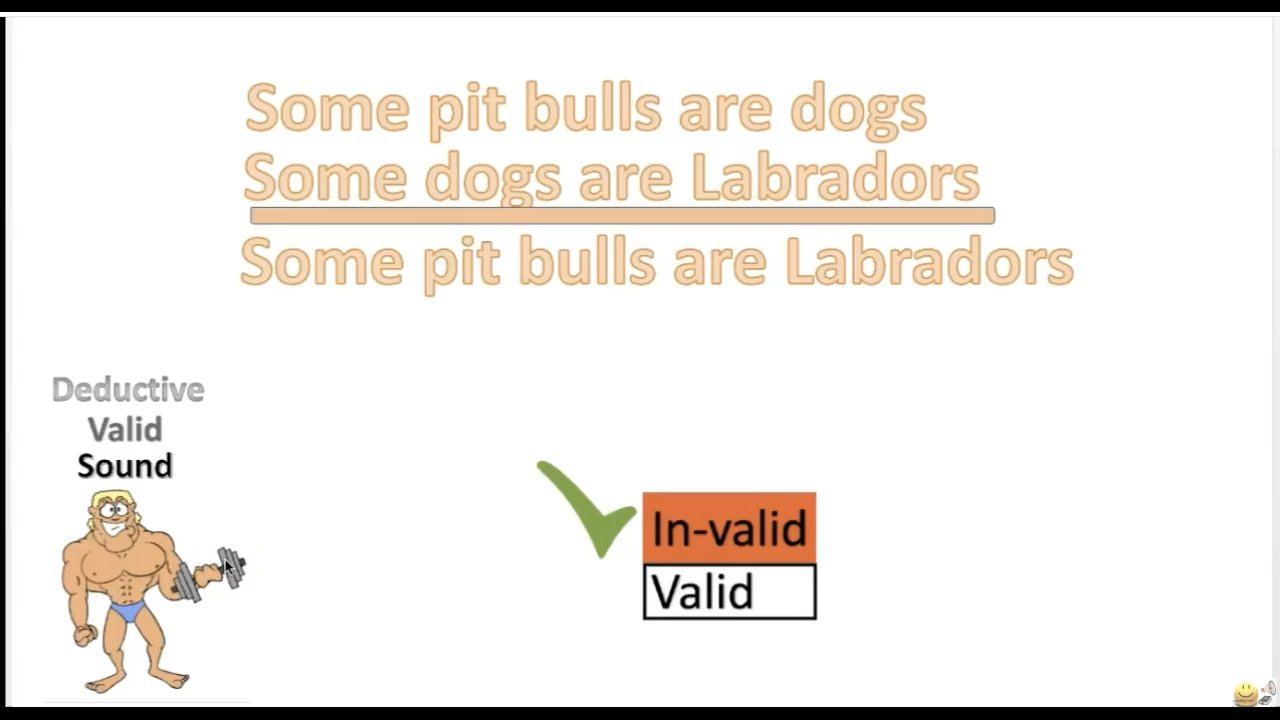 Some pit bulls are dogs
Some dogs are Labradors
Some pit bulls are Labradors
Deductive
Valid
Sound
In-valid
Valid